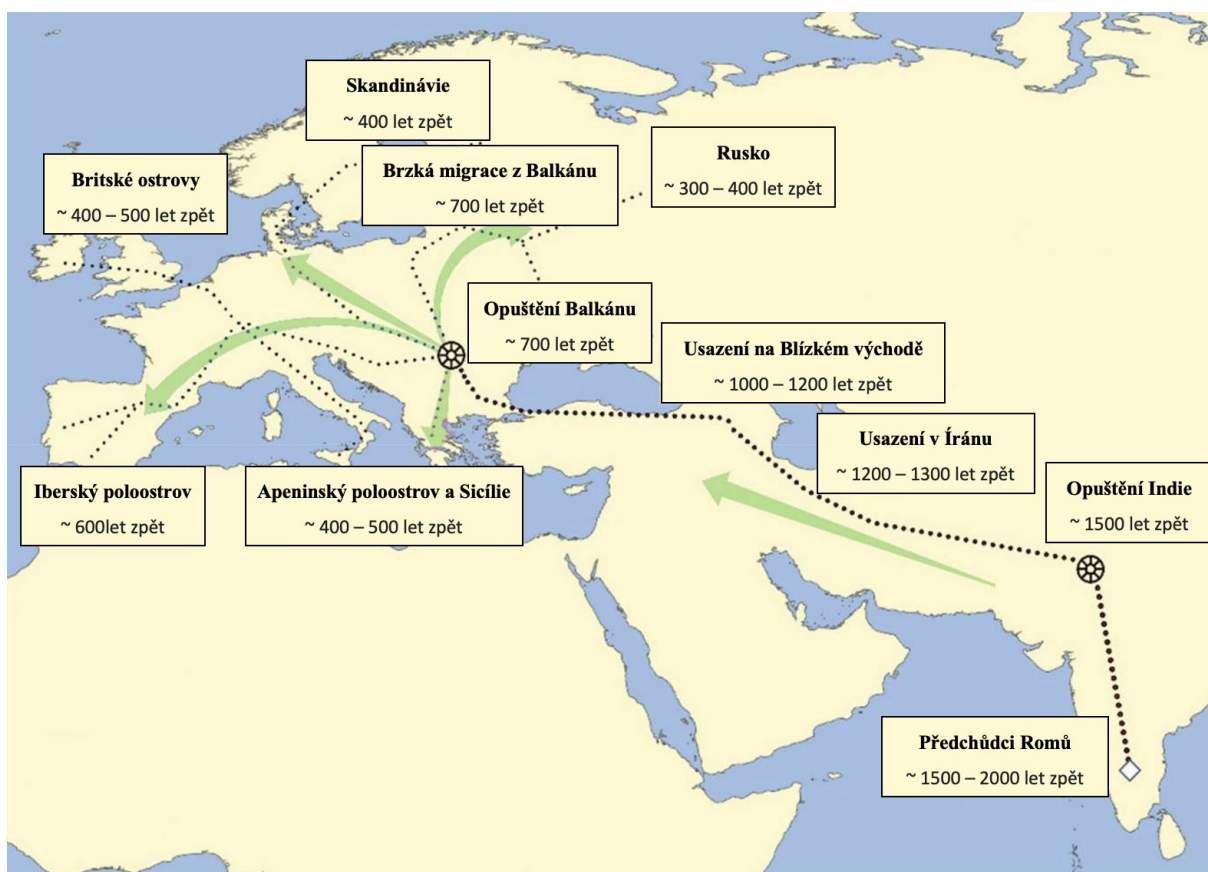 Skandinávie
~ 400 let zpět
Britské ostrovy
~ 400 – 500 let zpět
Brzká migrace z Balkánu
~ 700 let zpět
Rusko
~ 300 – 400 let zpět
Opuštění Balkánu
~ 700 let zpět
Usazení na Blízkém východě
~ 1000 – 1200 let zpět
Usazení v Íránu
~ 1200 – 1300 let zpět
Iberský poloostrov
~ 600let zpět
Apeninský poloostrov a Sicílie
~ 400 – 500 let zpět
Opuštění Indie
~ 1500 let zpět
Předchůdci Romů
~ 1500 – 2000 let zpět